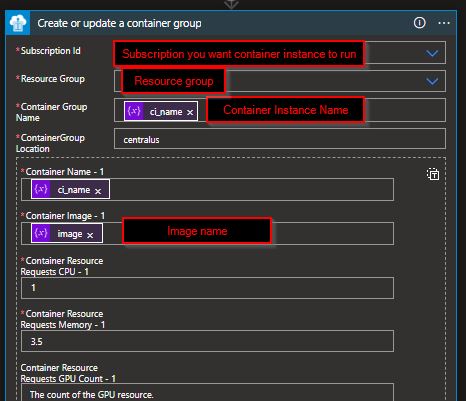 Create or update a container group
*Subscription Id
Subscription you want container instance to run
*Resource Group
Resource group
*Container Group
Name
{x} ci_name ×
Container Instance Name
*ContainerGroup
Location
centralus
*Container Name - 1
{x} ci_name ×
*Container Image - 1
{x} image ×
Image name
*Container Resource
Requests CPU - 1
1
*Container Resource
Requests Memory - 1
3.5
Container Resource
Requests GPU Count - 1
The count of the GPU resource.